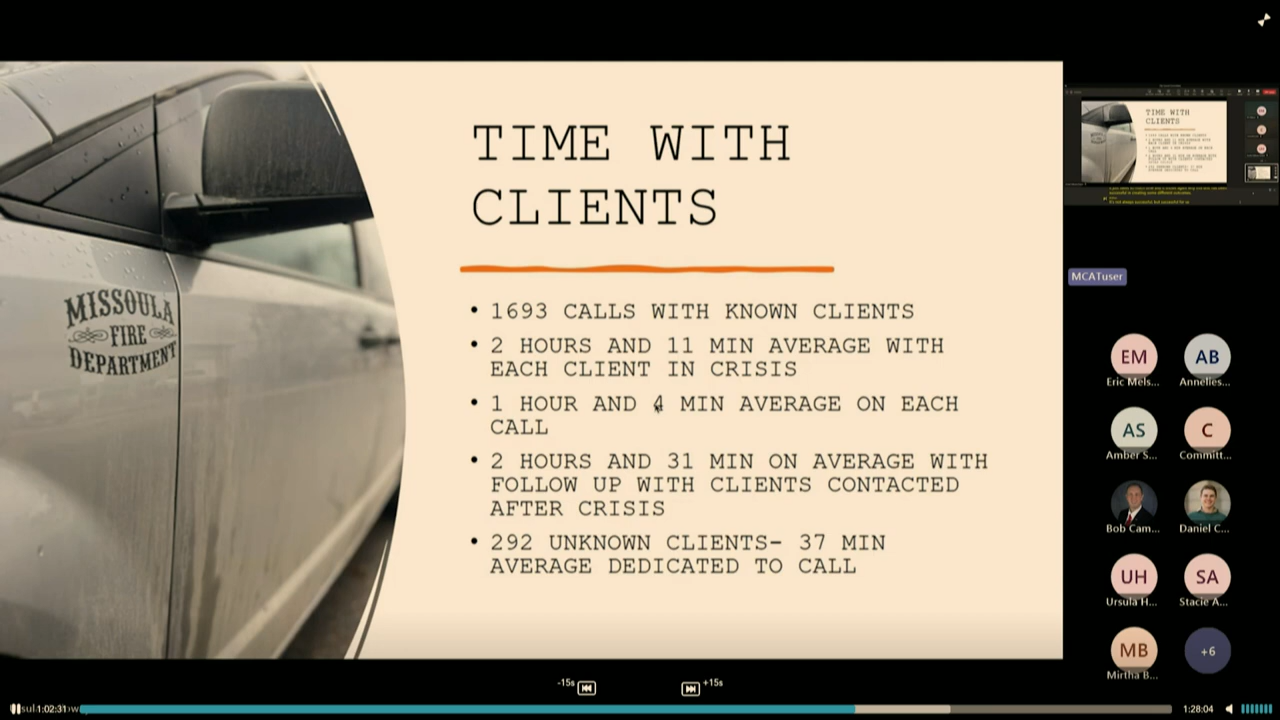 TIME WITH
CLIENTS
MISSOULA
FIRE
DEPARTMENT
• 1693 CALLS WITH KNOWN CLIENTS
• 2 HOURS AND 11 MIN AVERAGE WITH
EACH CLIENT IN CRISIS
• 1 HOUR AND 4 MIN AVERAGE ON EACH
CALL
• 2 HOURS AND 31 MIN ON AVERAGE WITH
FOLLOW UP WITH CLIENTS CONTACTED
AFTER CRISIS
• 292 UNKNOWN CLIENTS- 37 MIN
AVERAGE DEDICATED TO CALL
TIME WITH
CLIENTS
MCATuser
EM
Eric Mels...
AB
Annelies...
AS
Amber S...
C
Committ...
Bob Cam...
Daniel C...
UH
Ursula H...
SA
Stacie A...
MB
Mirtha B...
+6
-15s
+15s
1:02:31
1:28:04